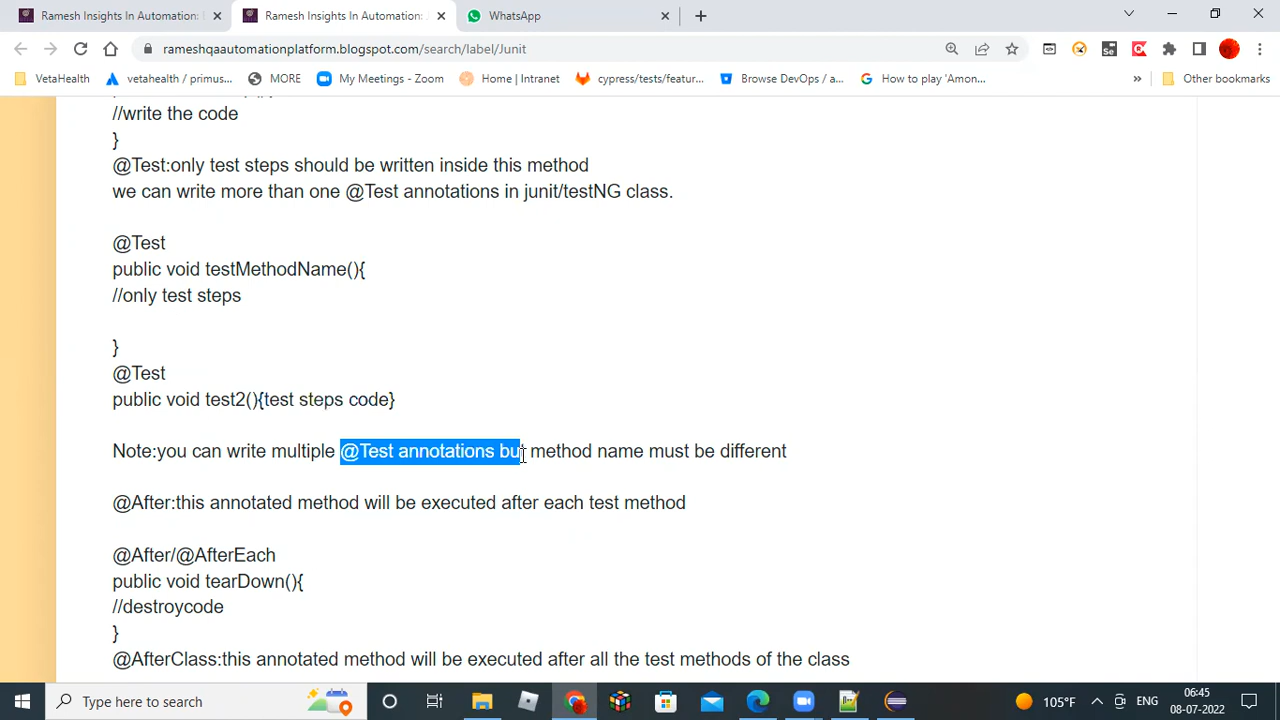 Ramesh Insights In Automation:
Ramesh Insights In Automation:
WhatsApp
rameshqaautomationplatform.blogspot.com/search/label/Junit
VetaHealth
vetahealth / primus...
MORE
My Meetings - Zoom
Home | Intranet
cypress/tests/featur...
Browse DevOps / a...
How to play 'Amon...
»
Other bookmarks
//write the code
}
@Test:only test steps should be written inside this method
we can write more than one @Test annotations in junit/testNG class.
@Test
public void testMethodName(){
//only test steps
}
@Test
public void test2(){test steps code}
Note:you can write multiple @Test annotations but method name must be different
@After:this annotated method will be executed after each test method
@After/@AfterEach
public void tearDown(){
//destroycode
}
@AfterClass:this annotated method will be executed after all the test methods of the class
Type here to search
105°F
ENG
06:45
08-07-2022